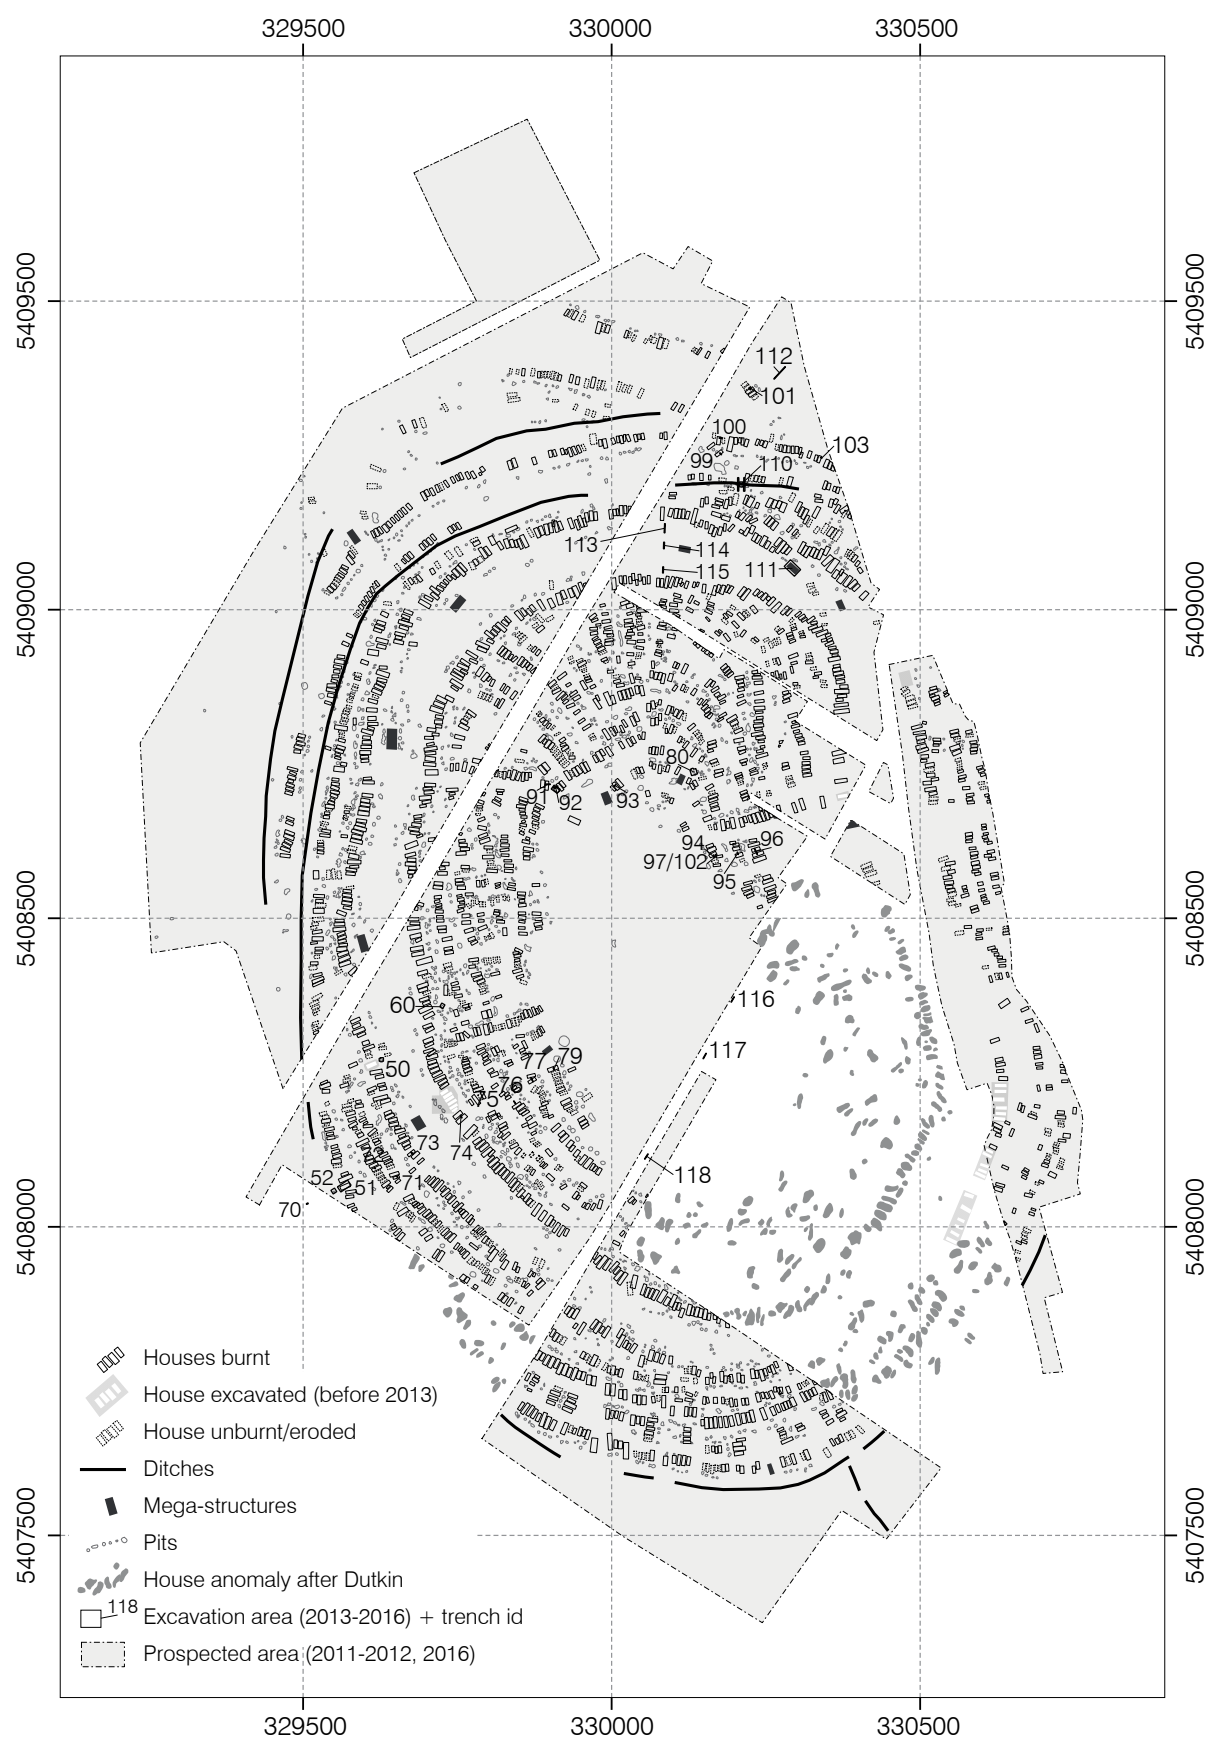 329500 330000 330500
5409500 5409500
112
101
100
103
99
110
113
114
115 111
5409000 5409000
80
91 92 93
94 96
97/102
95
5408500 5408500
60 116
117
77 79
50
76
75
73
74
118
52 51 71
70
5408000 5408000
Houses burnt
House excavated (before 2013)
House unburnt/eroded
Ditches
Mega-structures
5407500 5407500
Pits
House anomaly after Dutkin
118 Excavation area (2013-2016) + trench id
Prospected area (2011-2012, 2016)
329500 330000 330500